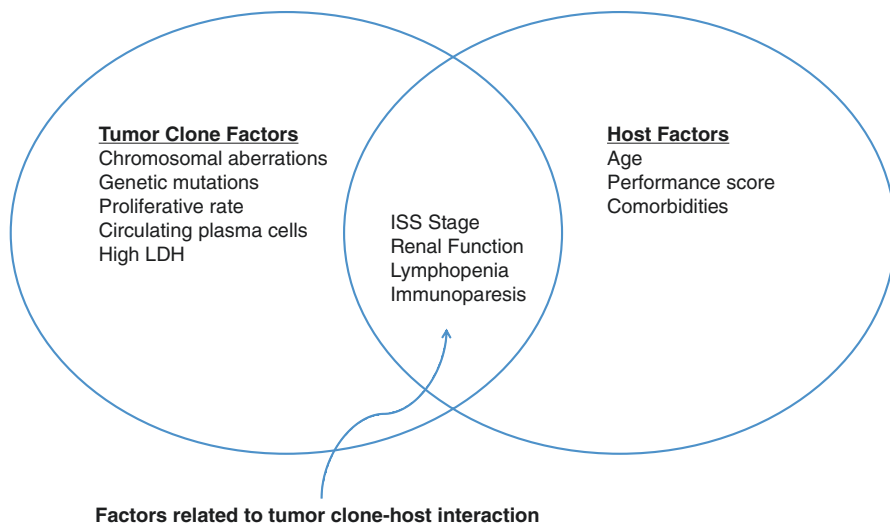 Tumor Clone Factors
Chromosomal aberrations
Genetic mutations
Proliferative rate
Circulating plasma cells
High LDH
ISS Stage
Renal Function
Lymphopenia
Immunoparesis
Host Factors
Age
Performance score
Comorbidities
Factors related to tumor clone-host interaction